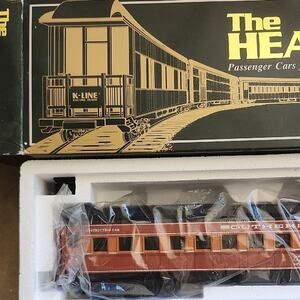 The
The
HEA
Passenger Cars
K-LINE
SOUTHER